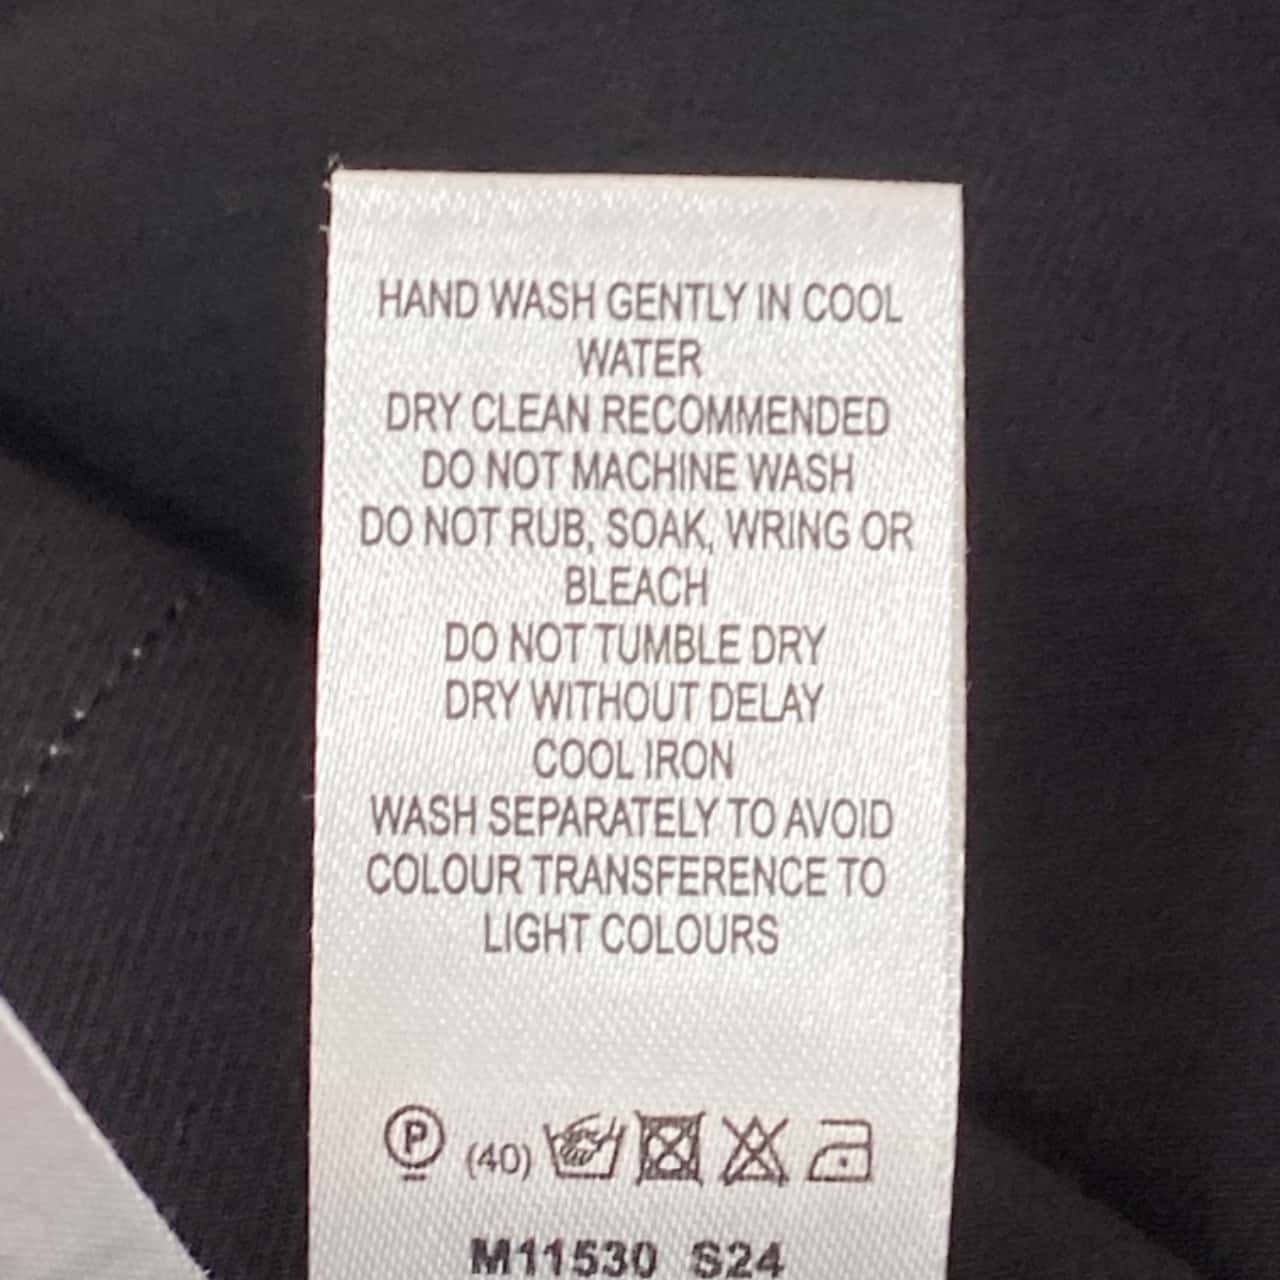 HAND WASH GENTLY IN COOL
WATER
DRY CLEAN RECOMMENDED
DO NOT MACHINE WASH
DO NOT RUB, SOAK, WRING OR
BLEACH
DO NOT TUMBLE DRY
DRY WITHOUT DELAY
COOL IRON
WASH SEPARATELY TO AVOID
COLOUR TRANSFERENCE TO
LIGHT COLOURS
P (40)
M11530 S24